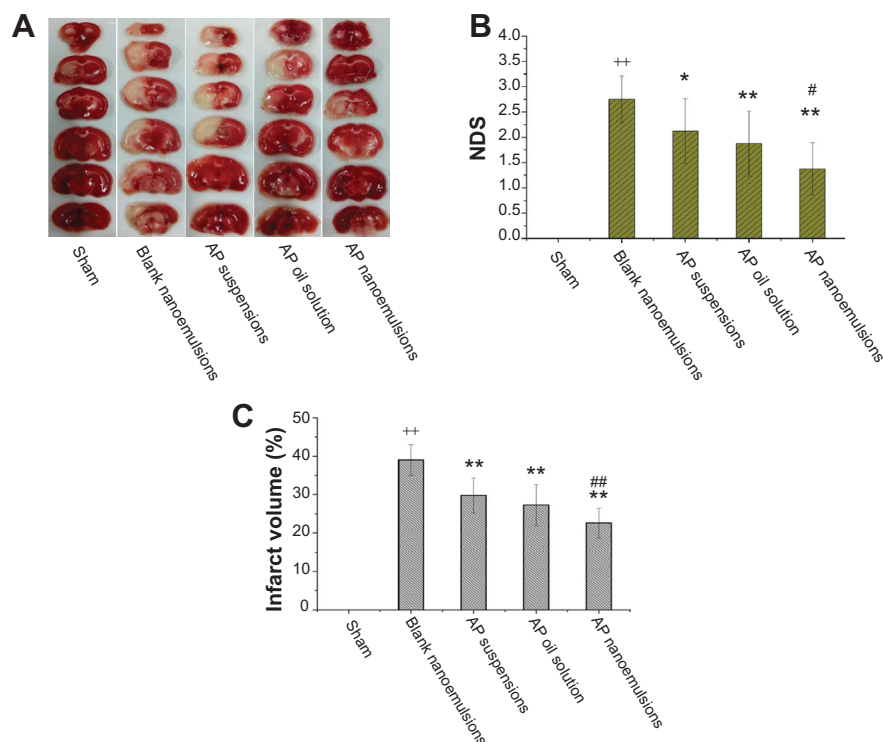 A
Sham
Blank nanoemulsions
AP suspensions
AP oil solution
AP nanoemulsions
B
NDS
4.0
3.5
3.0
2.5
2.0
1.5
1.0
0.5
0.0
++
*
**
#
**
Sham
Blank nanoemulsions
AP suspensions
AP oil solution
AP nanoemulsions
C
Infarct volume (%)
50
40
30
20
10
0
++
**
**
##
**
Sham
Blank nanoemulsions
AP suspensions
AP oil solution
AP nanoemulsions